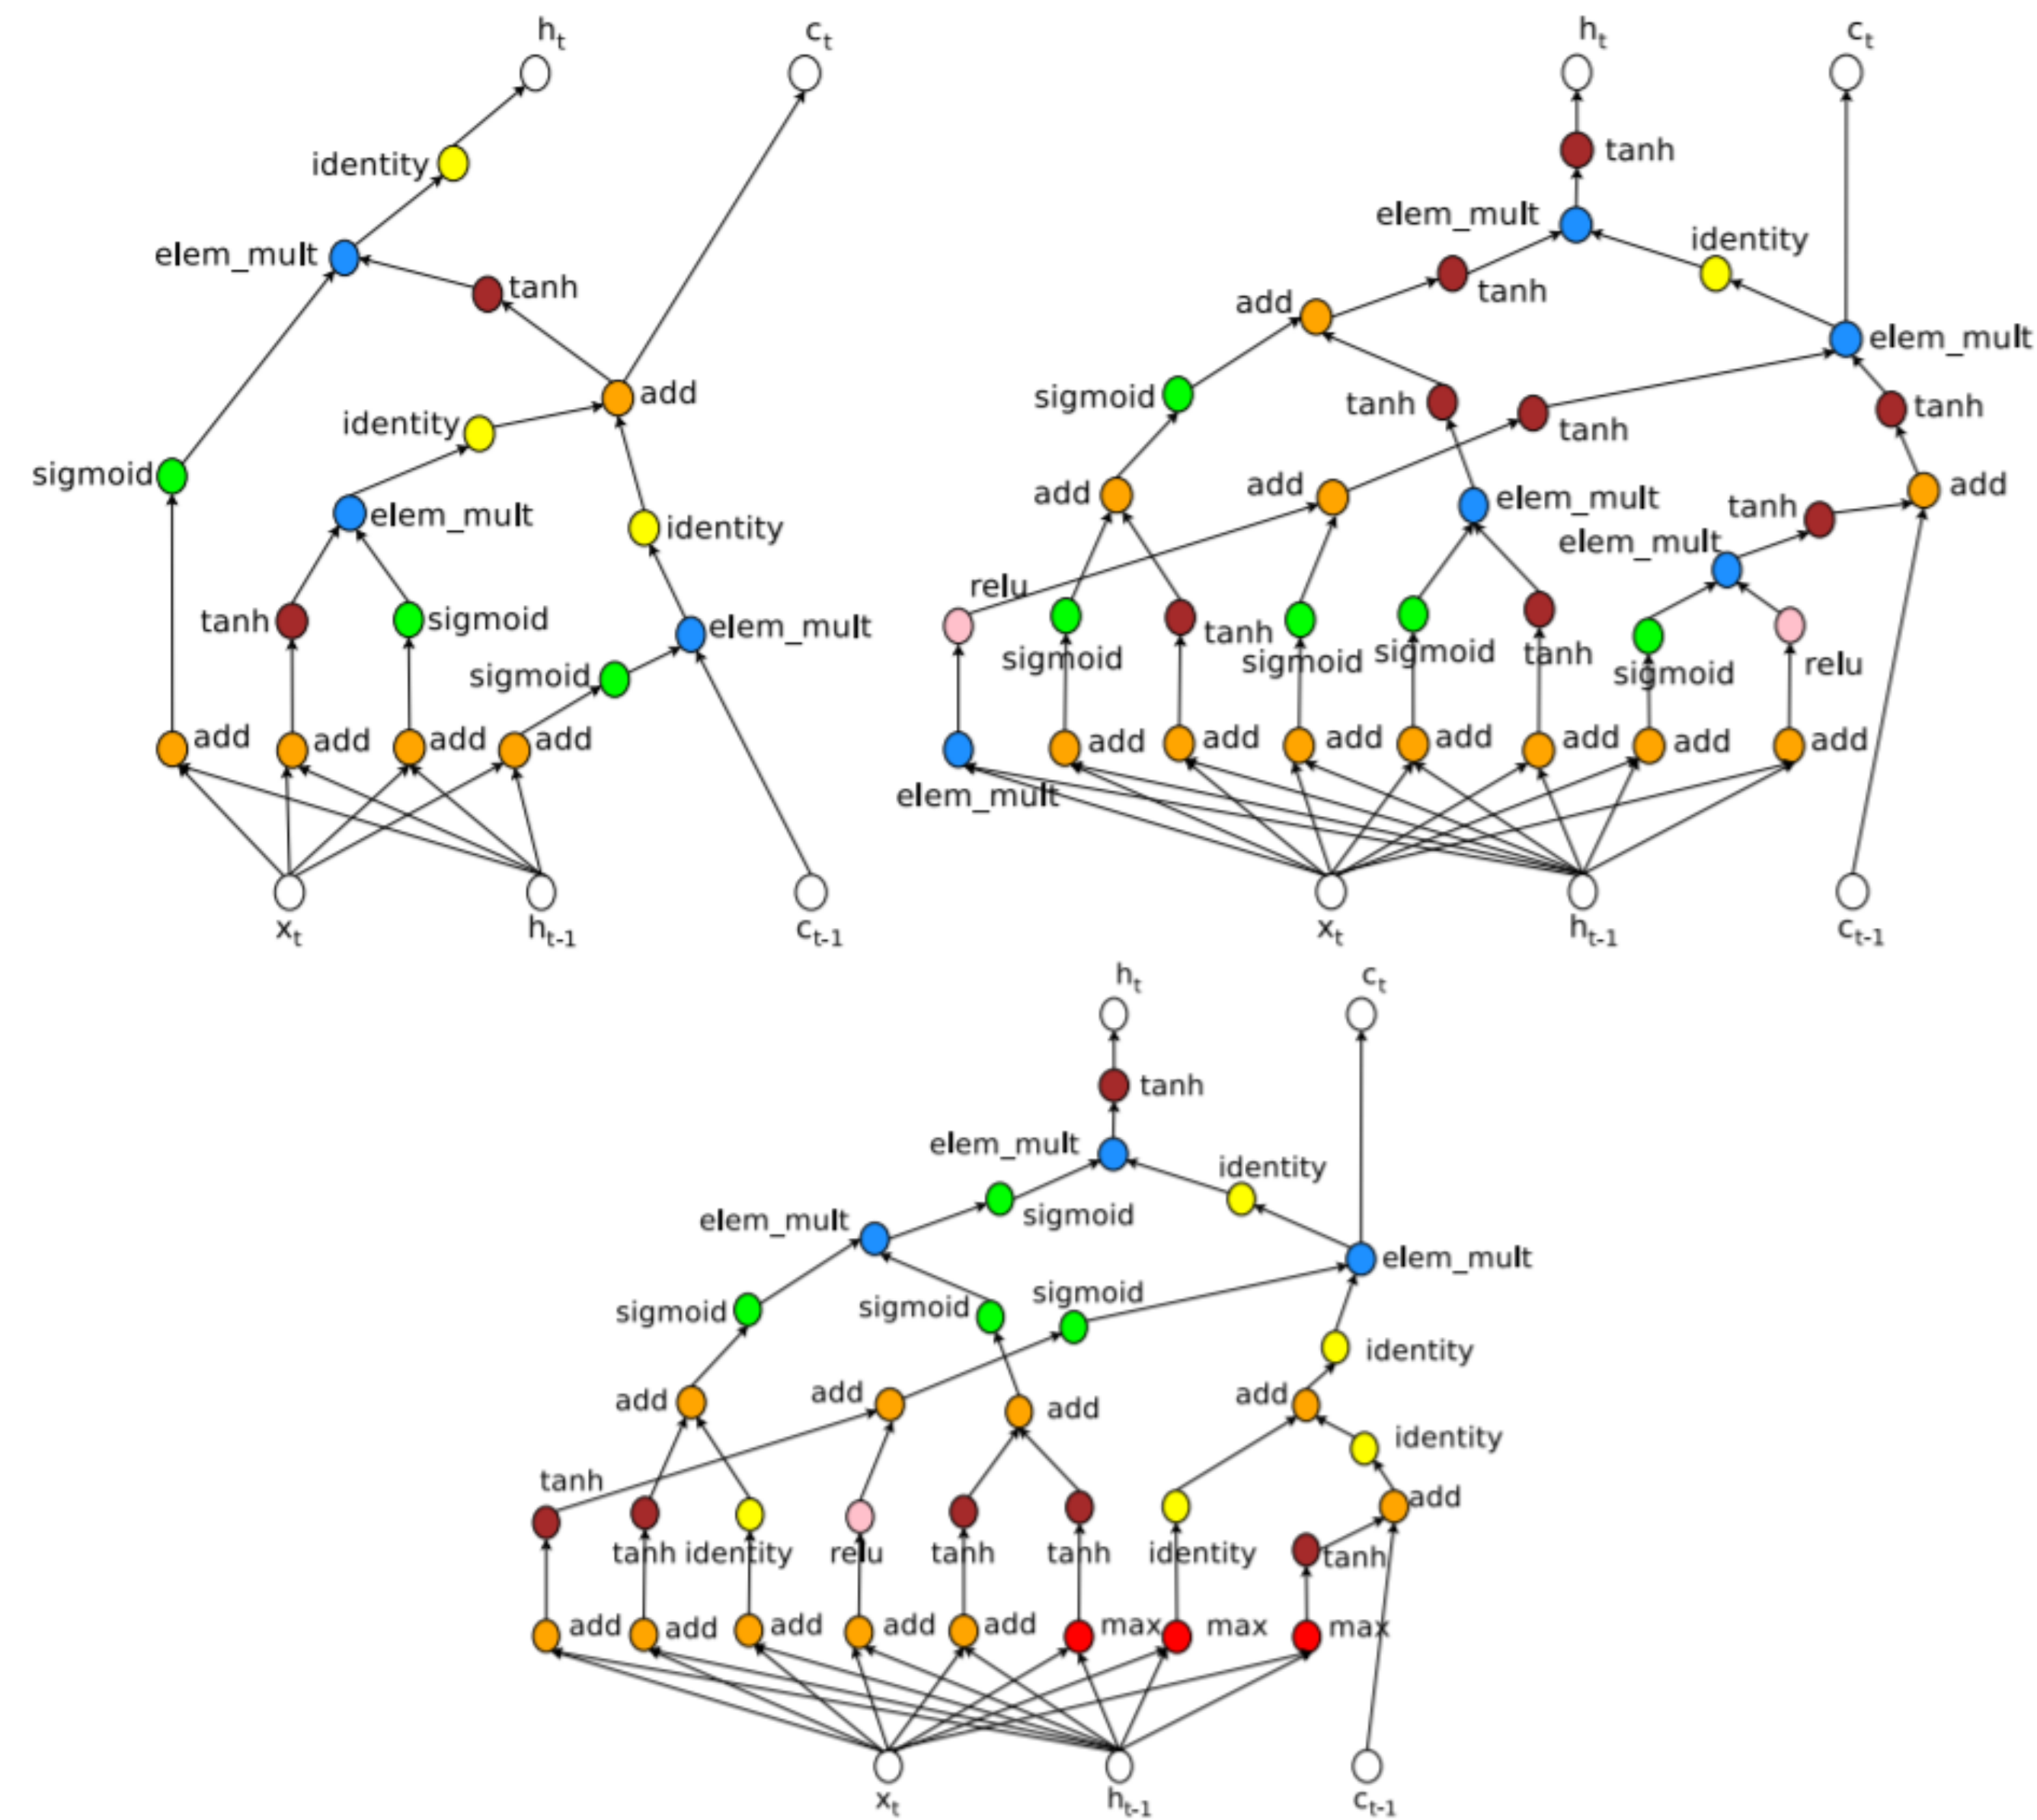 h_t
c_t
identity
elem_mult
tanh
add
identity
sigmoid
elem_mult
identity
tanh
sigmoid
elem_mult
sigmoid
add
add
add
add
x_t
h_{t-1}
c_{t-1}
h_t
c_t
tanh
elem_mult
identity
tanh
add
elem_mult
sigmoid
tanh
tanh
tanh
add
add
elem_mult
tanh
add
elem_mult
relu
sigmoid
tanh
sigmoid
sigmoid
tanh
sigmoid
relu
elem_mult
add
add
add
add
add
add
add
x_t
h_{t-1}
c_{t-1}
h_t
c_t
tanh
elem_mult
identity
sigmoid
elem_mult
elem_mult
sigmoid
sigmoid
sigmoid
identity
add
add
add
add
identity
tanh
add
tanh
identity
relu
tanh
tanh
identity
tanh
add
add
add
add
add
max
max
max
x_t
h_{t-1}
c_{t-1}